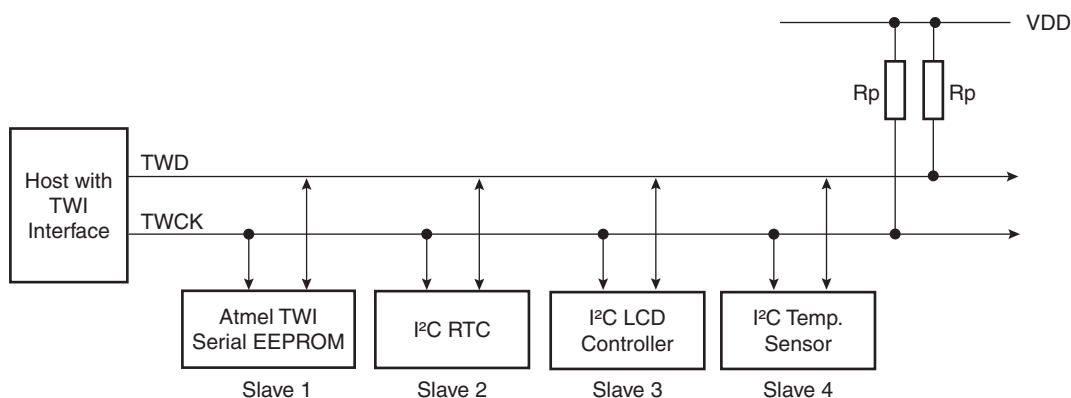 VDD
Rp
Rp
Host with
TWI
Interface
TWD
TWCK
Atmel TWI
Serial EEPROM
I²C RTC
I²C LCD
Controller
I²C Temp.
Sensor
Slave 1
Slave 2
Slave 3
Slave 4